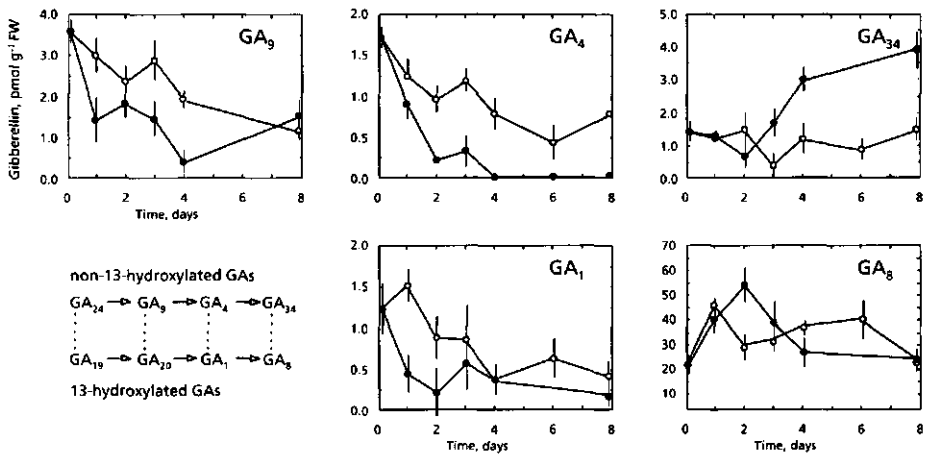 Gibberellin, pmol g⁻¹ FW
4.0
3.0
2.0
1.0
0.0
GA₉
0 2 4 6 8
Time, days
2.0
1.5
1.0
0.5
0.0
GA₄
0 2 4 6 8
5.0
4.0
3.0
2.0
1.0
0.0
GA₃₄
0 2 4 6 8
non-13-hydroxylated GAs
GA₂₄ → GA₉ → GA₄ → GA₃₄
GA₁₉ → GA₂₀ → GA₁ → GA₈
13-hydroxylated GAs
2.0
1.5
1.0
0.5
0.0
GA₁
0 2 4 6 8
Time, days
70
60
50
40
30
20
10
GA₈
0 2 4 6 8
Time, days